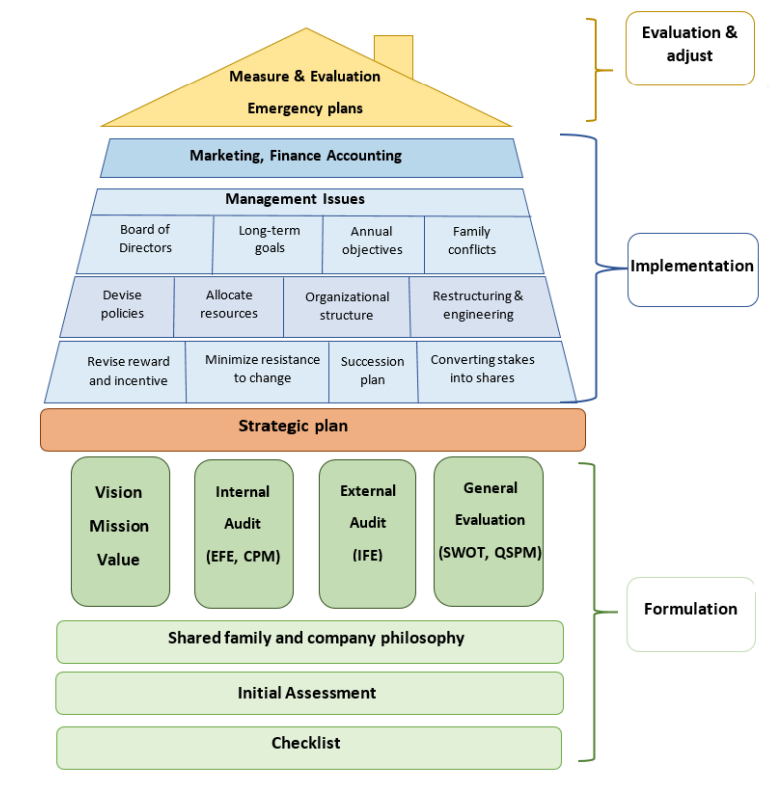 Evaluation &
adjust
Measure & Evaluation
Emergency plans
Marketing, Finance Accounting
Management Issues
Board of
Directors
Long-term
goals
Annual
objectives
Family
conflicts
Implementation
Devise
policies
Allocate
resources
Organizational
structure
Restructuring &
engineering
Revise reward
and incentive
Minimize resistance
to change
Succession
plan
Converting stakes
into shares
Strategic plan
Vision
Mission
Value
Internal
Audit
(EFE, CPM)
External
Audit
(IFE)
General
Evaluation
(SWOT, QSPM)
Formulation
Shared family and company philosophy
Initial Assessment
Checklist